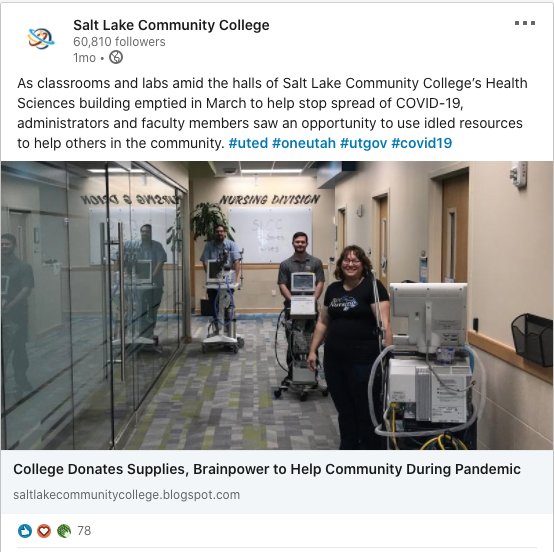 Salt Lake Community College
60,810 followers
1mo •
As classrooms and labs amid the halls of Salt Lake Community College's Health
Sciences building emptied in March to help stop spread of COVID-19,
administrators and faculty members saw an opportunity to use idled resources
to help others in the community. #uted #oneutah #utgov #covid19
NURSING DIVISION
College Donates Supplies, Brainpower to Help Community During Pandemic
saltlakecommunitycollege.blogspot.com
78